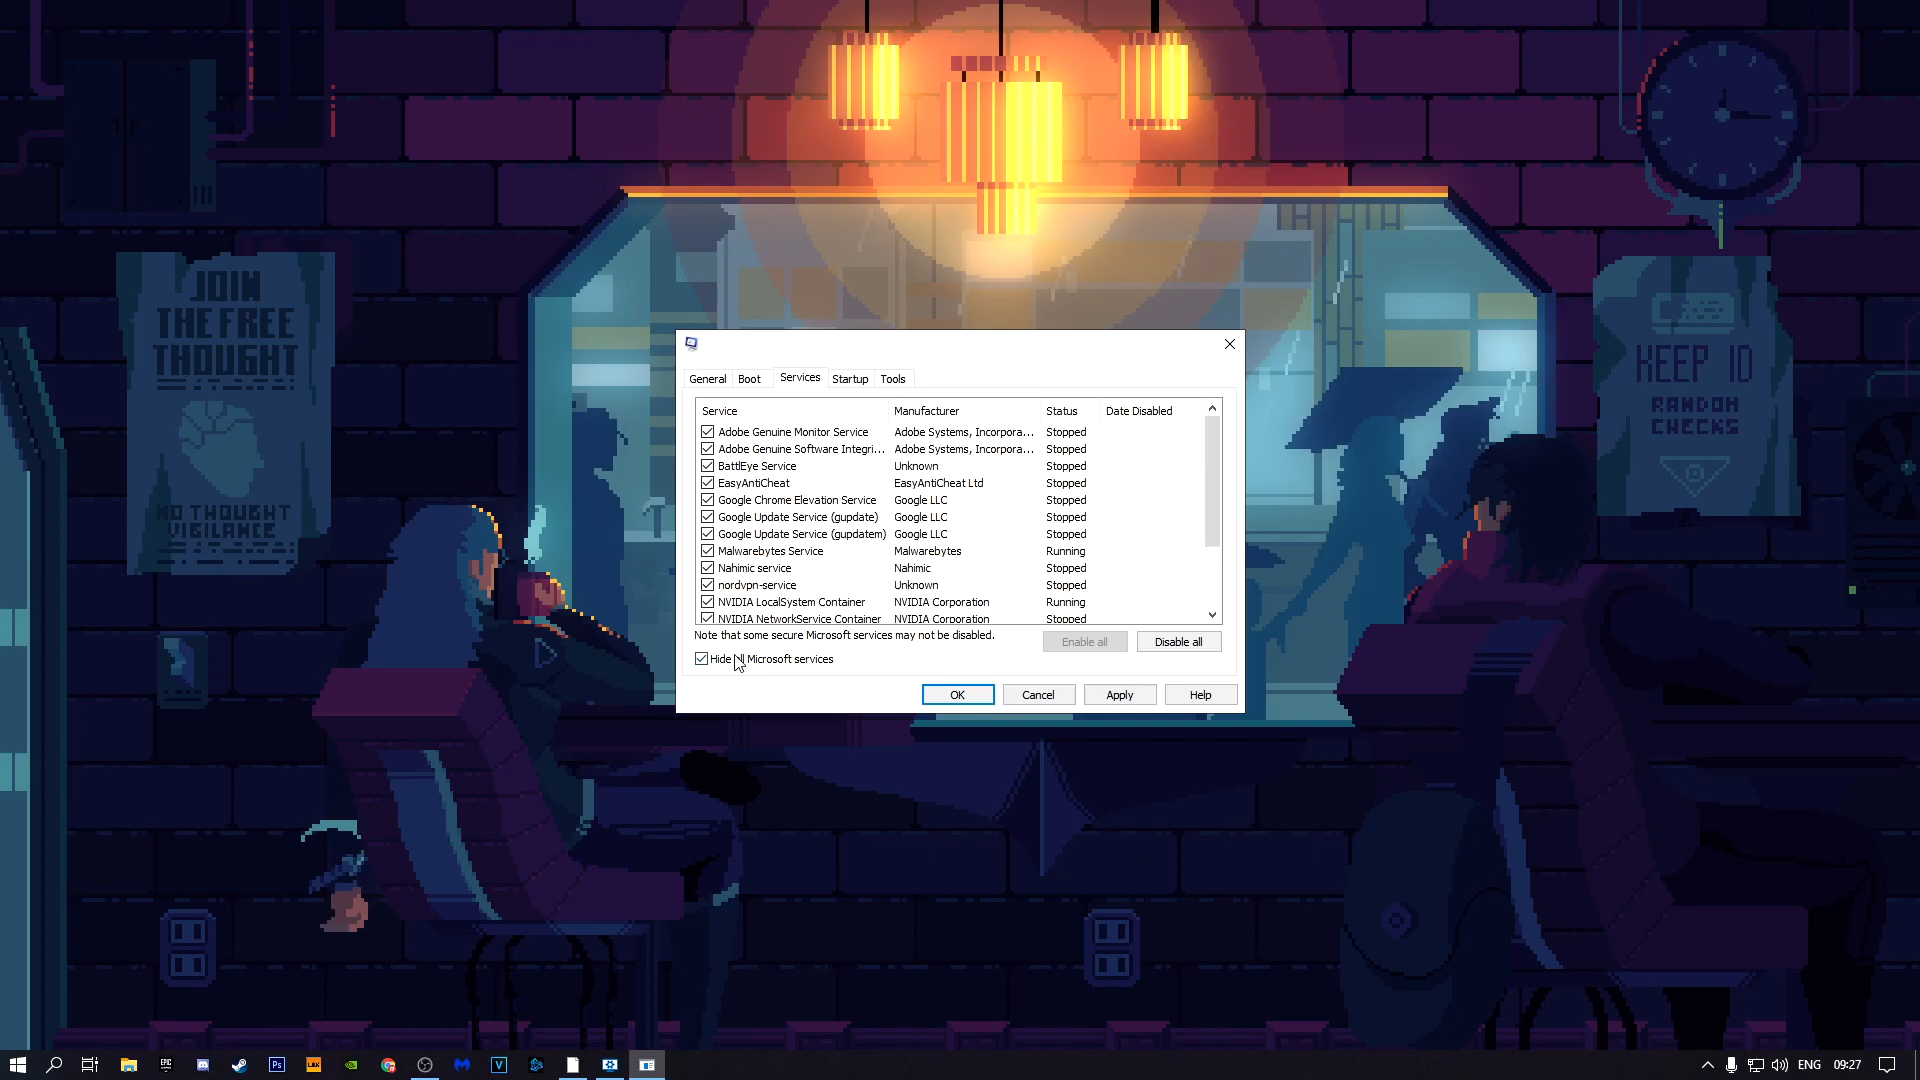 JOIN
THE FREE
THOUGHT
NO THOUGHT
VIGILANCE
KEEP ID
RANDOM
CHECKS
General Boot Services Startup Tools
Service Manufacturer Status Date Disabled
Adobe Genuine Monitor Service Adobe Systems, Incorpora... Stopped
Adobe Genuine Software Integri... Adobe Systems, Incorpora... Stopped
BattlEye Service Unknown Stopped
EasyAntiCheat EasyAntiCheat Ltd Stopped
Google Chrome Elevation Service Google LLC Stopped
Google Update Service (gupdate) Google LLC Stopped
Google Update Service (gupdatem) Google LLC Stopped
Malwarebytes Service Malwarebytes Running
Nahimic service Nahimic Stopped
nordvpn-service Unknown Stopped
NVIDIA LocalSystem Container NVIDIA Corporation Running
NVIDIA NetworkService Container NVIDIA Corporation Stopped
Note that some secure Microsoft services may not be disabled.
Enable all Disable all
Hide all Microsoft services
OK Cancel Apply Help
EPIC Ps V
ENG 09:27